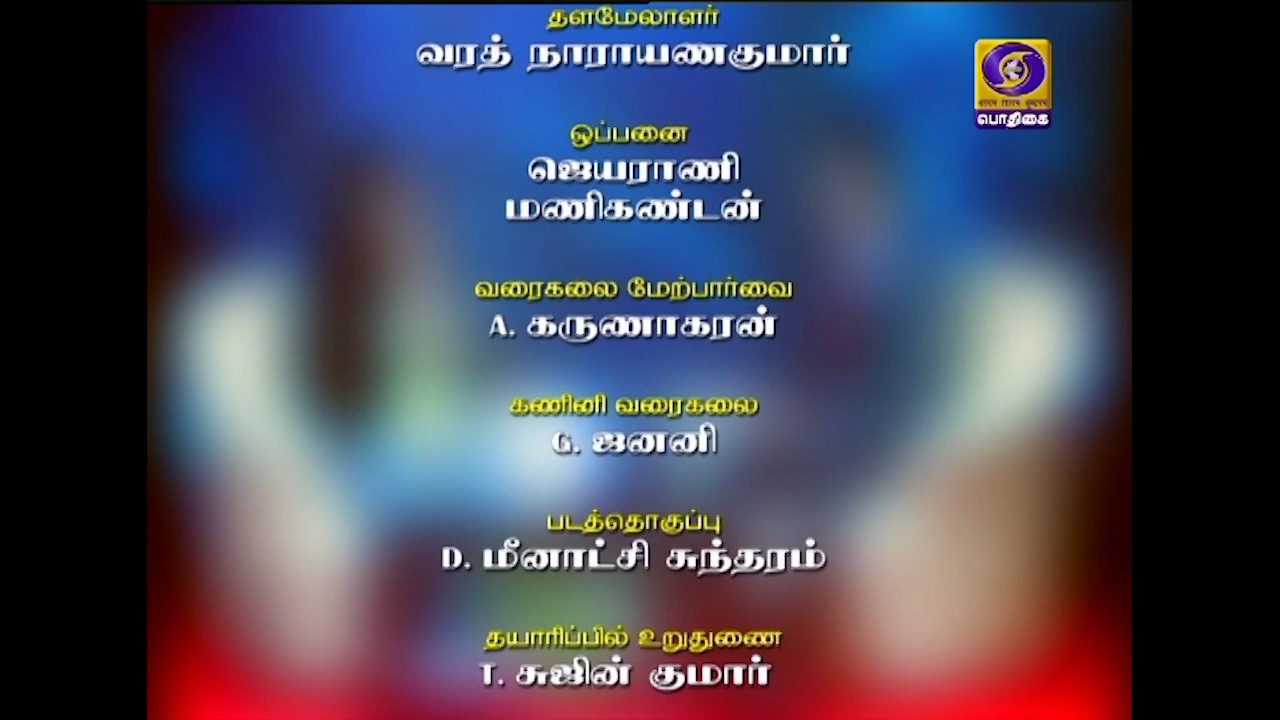 தளமேலாளர்
வரத் நாராயணகுமார்
ஒப்பனை
ஜெயராணி
மணிகண்டன்
வரைகலை மேற்பார்வை
A. கருணாகரன்
கணினி வரைகலை
G. ஜனனி
படத்தொகுப்பு
D. மீனாட்சி சுந்தரம்
தயாரிப்பில் உறுதுணை
T. சுஜின் குமார்
பொதிகை